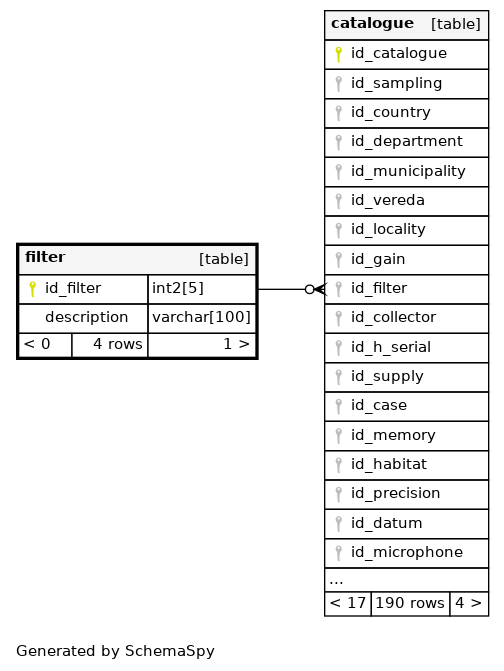 catalogue [table]
id_catalogue
id_sampling
id_country
id_department
id_municipality
id_vereda
id_locality
id_gain
id_filter
id_collector
id_h_serial
id_supply
id_case
id_memory
id_habitat
id_precision
id_datum
id_microphone
...
< 17 190 rows 4 >
filter [table]
id_filter int2[5]
description varchar[100]
< 0 4 rows 1 >
Generated by SchemaSpy